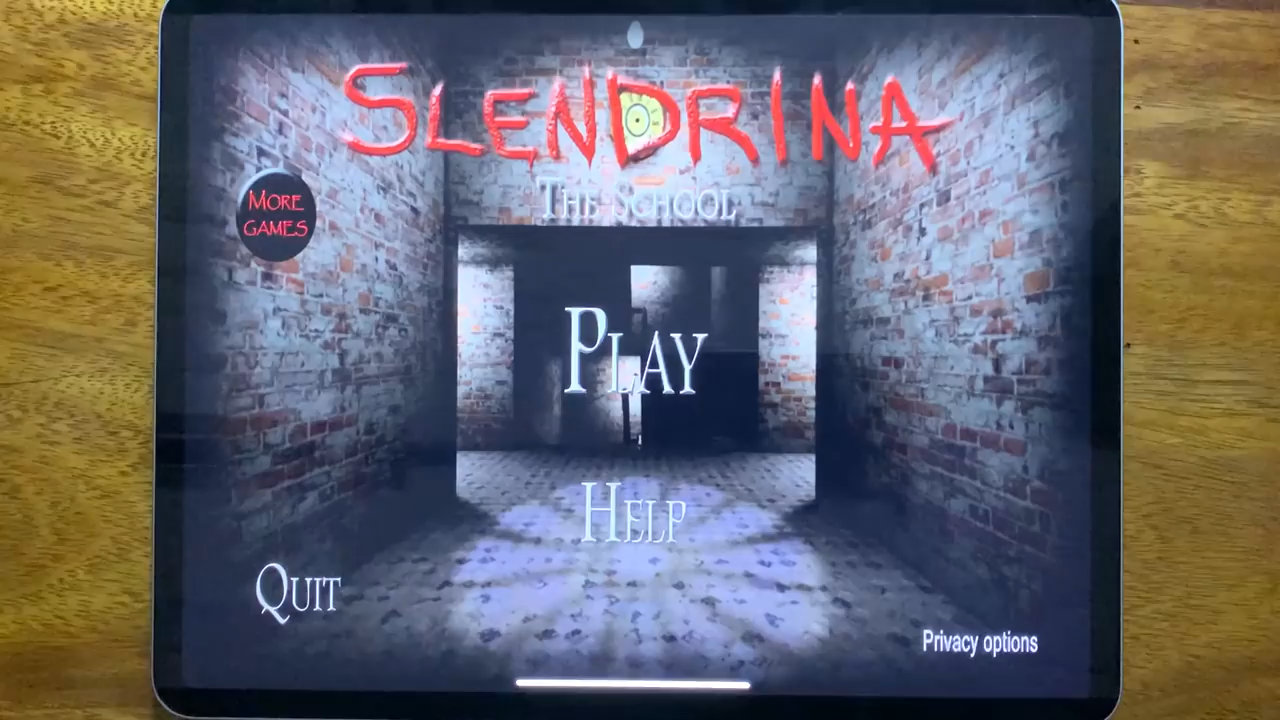 SLENDRINA
THE SCHOOL
MORE
GAMES
PLAY
HELP
QUIT
Privacy options